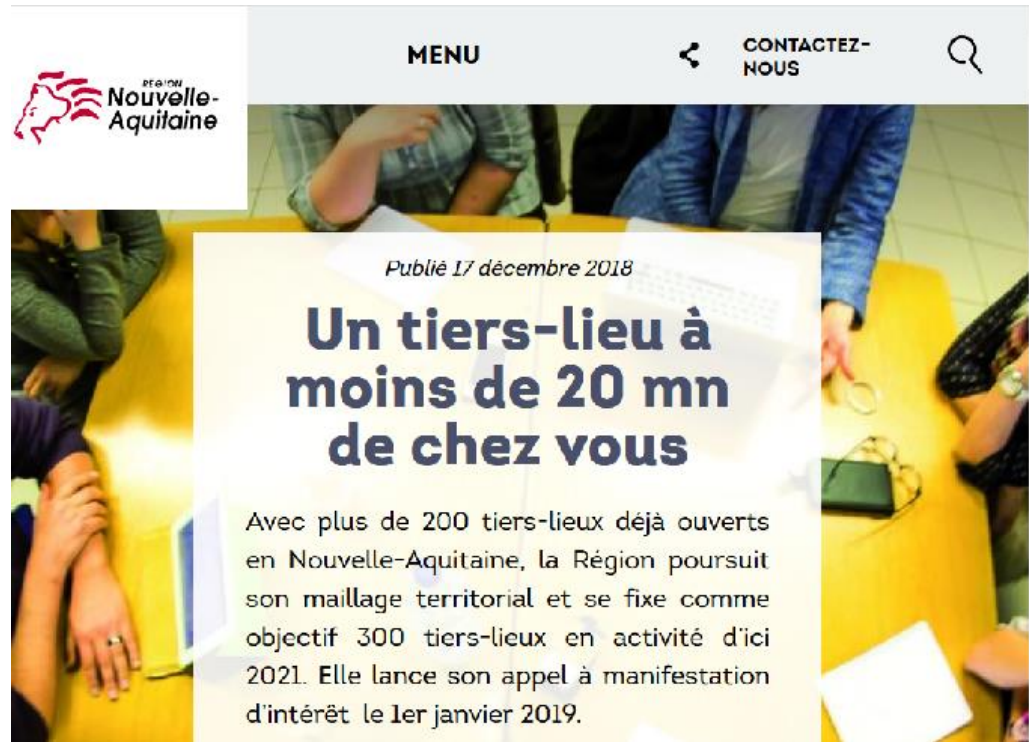 MENU
CONTACTEZ-
NOUS
RÉGION
Nouvelle-
Aquitaine
Publié 17 décembre 2018
Un tiers-lieu à
moins de 20 mn
de chez vous
Avec plus de 200 tiers-lieux déjà ouverts
en Nouvelle-Aquitaine, la Région poursuit
son maillage territorial et se fixe comme
objectif 300 tiers-lieux en activité d'ici
2021. Elle lance son appel à manifestation
d'intérêt le 1er janvier 2019.